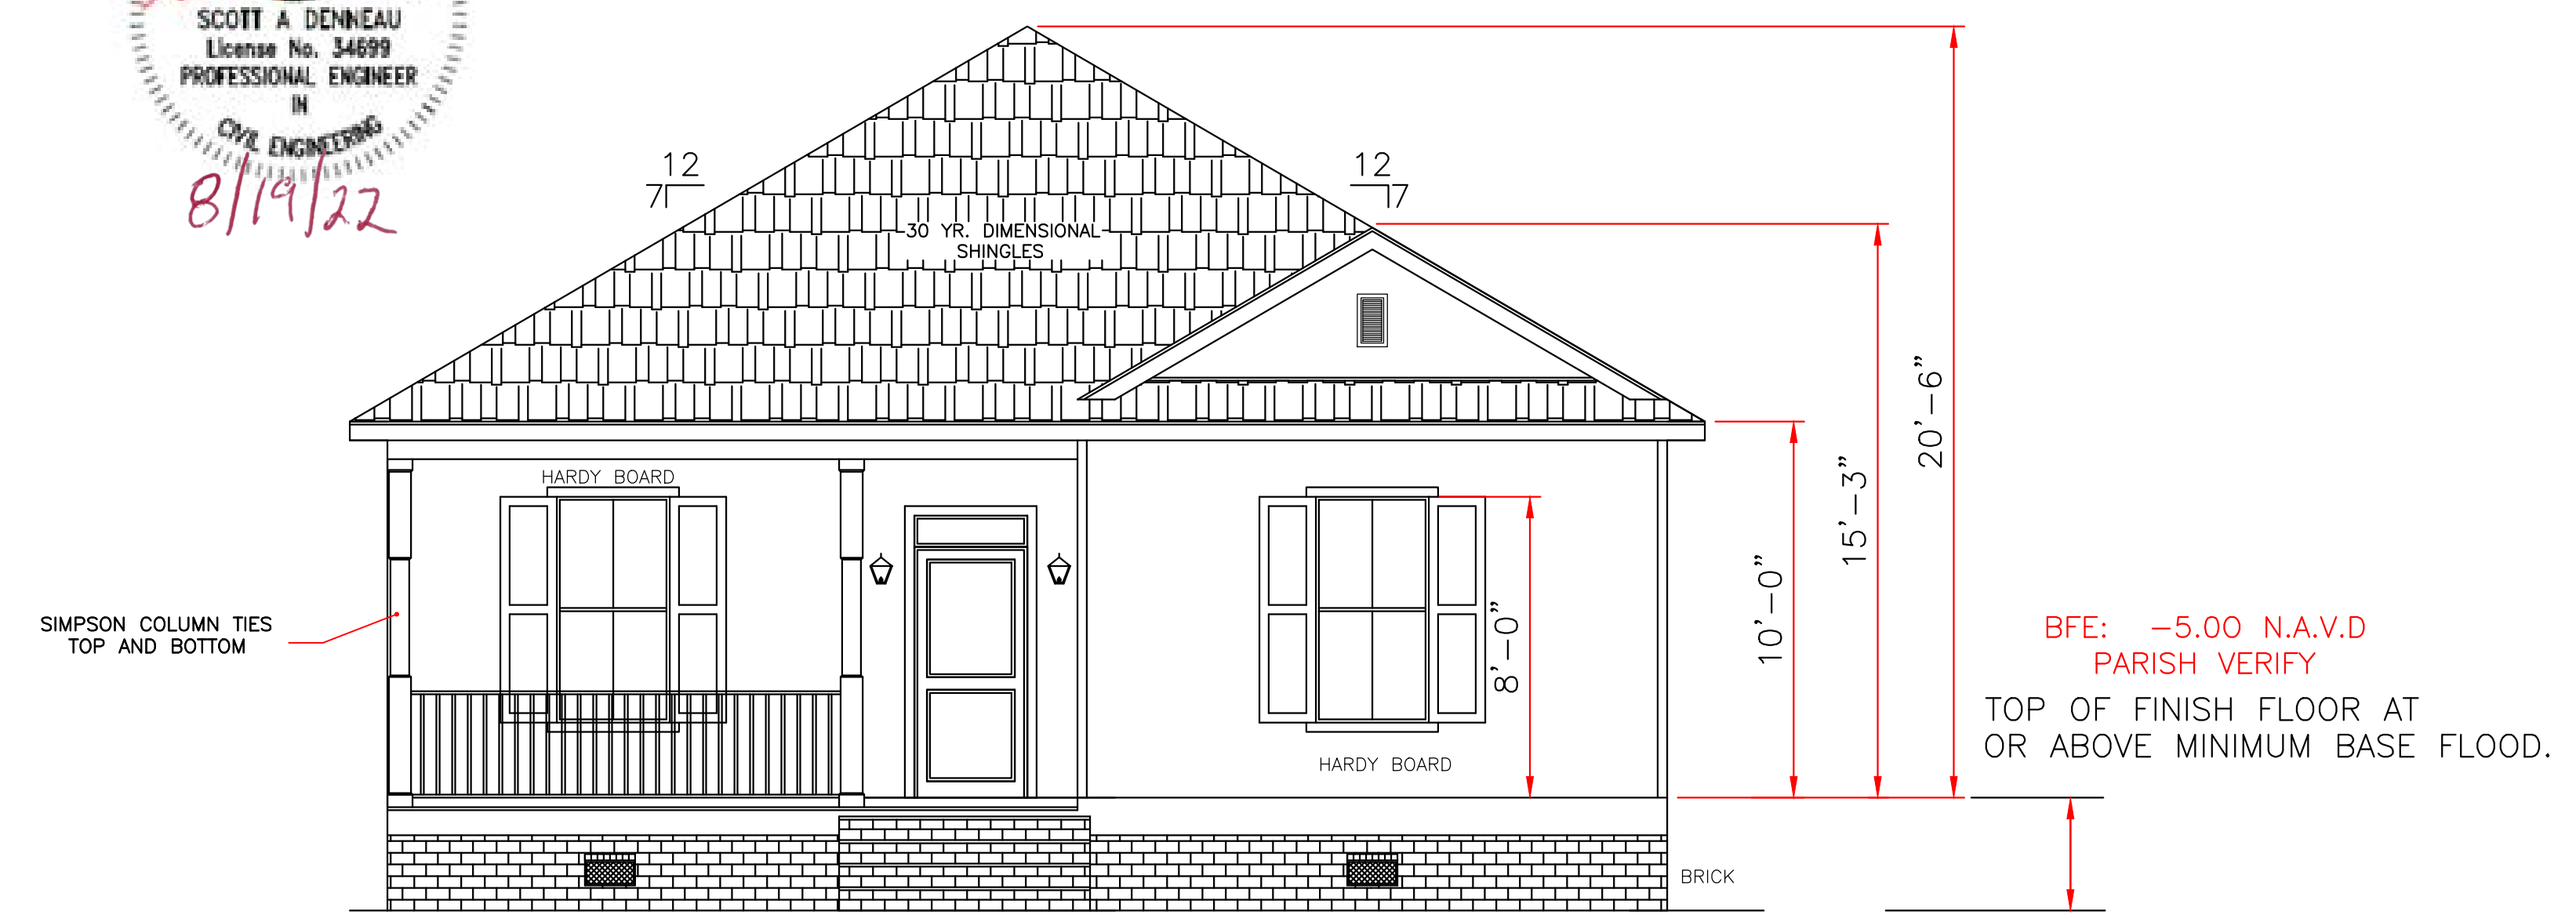 SCOTT A DENNEAU
License No. 34699
PROFESSIONAL ENGINEER
IN
CIVIL ENGINEERING
8/19/22
12
7
12
7
30 YR. DIMENSIONAL
SHINGLES
HARDY BOARD
SIMPSON COLUMN TIES
TOP AND BOTTOM
HARDY BOARD
8'-0"
10'-0"
15'-3"
20'-6"
BFE: -5.00 N.A.V.D
PARISH VERIFY
TOP OF FINISH FLOOR AT
OR ABOVE MINIMUM BASE FLOOD.
BRICK